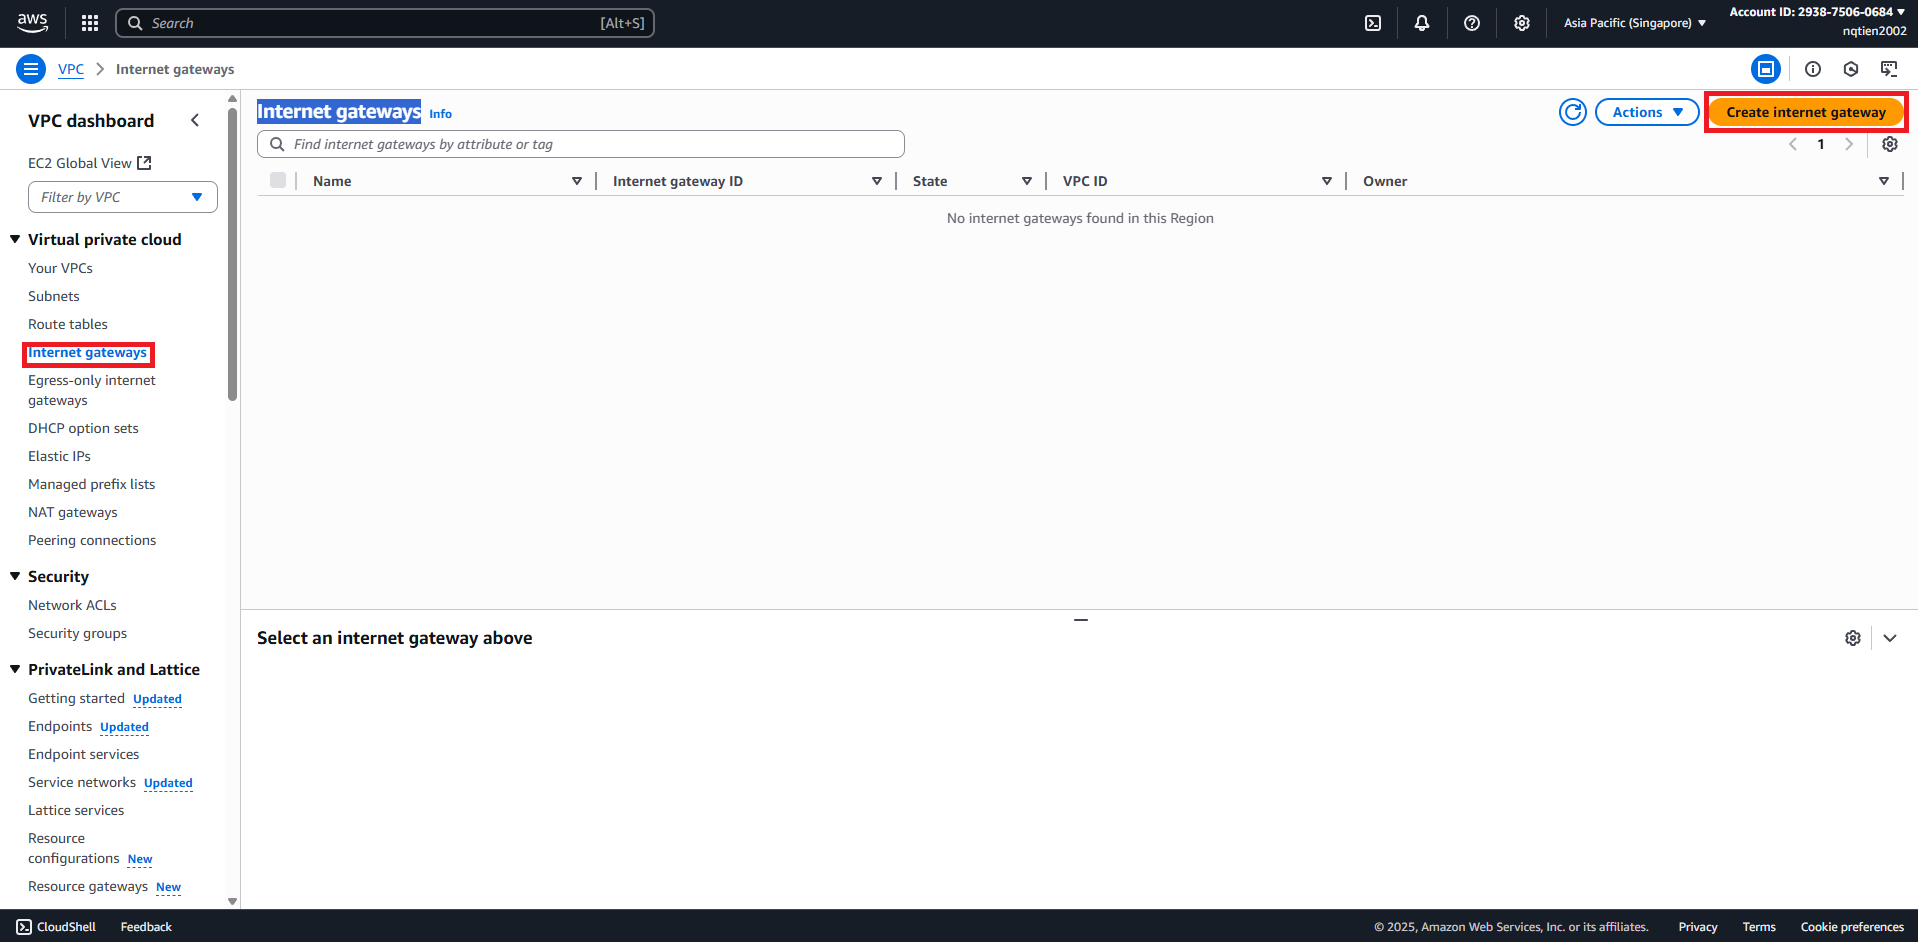 aws
Search [Alt+S]
Asia Pacific (Singapore)
Account ID: 2938-7506-0684
nqtien2002
VPC > Internet gateways
VPC dashboard
EC2 Global View
Filter by VPC
Virtual private cloud
Your VPCs
Subnets
Route tables
Internet gateways
Egress-only internet
gateways
DHCP option sets
Elastic IPs
Managed prefix lists
NAT gateways
Peering connections
Security
Network ACLs
Security groups
PrivateLink and Lattice
Getting started Updated
Endpoints Updated
Endpoint services
Service networks Updated
Lattice services
Resource
configurations New
Resource gateways New
Internet gateways Info
Actions
Create internet gateway
Find internet gateways by attribute or tag
1
Name Internet gateway ID State VPC ID Owner
No internet gateways found in this Region
Select an internet gateway above
CloudShell Feedback
© 2025, Amazon Web Services, Inc. or its affiliates. Privacy Terms Cookie preferences